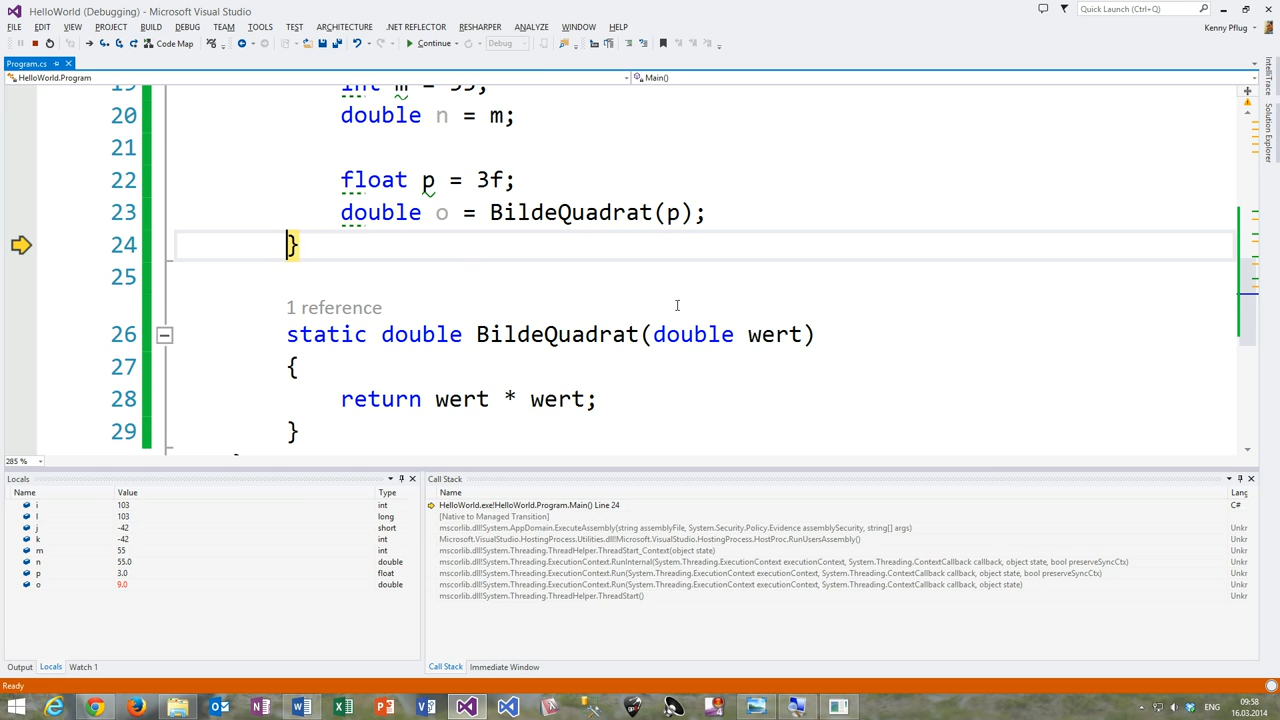 HelloWorld (Debugging) - Microsoft Visual Studio
Quick Launch (Ctrl+Q)
FILE EDIT VIEW PROJECT BUILD DEBUG TEAM TOOLS TEST ARCHITECTURE .NET REFLECTOR RESHARPER ANALYZE WINDOW HELP
Kenny Pflug
Code Map
Continue
Debug
Program.cs
HelloWorld.Program
Main()
19 int m = 55;
20 double n = m;
21
22 float p = 3f;
23 double o = BildeQuadrat(p);
24 }
25
1 reference
26 static double BildeQuadrat(double wert)
27 {
28 return wert * wert;
29 }
IntelliTrace
Solution Explorer
285 %
Locals
Name Value Type
i 103 int
l 103 long
j -42 short
k -42 int
m 55 int
n 55.0 double
p 3.0 float
o 9.0 double
Output Locals Watch 1
Call Stack
Name Lang
HelloWorld.exe!HelloWorld.Program.Main() Line 24 C#
[Native to Managed Transition]
mscorlib.dll!System.AppDomain.ExecuteAssembly(string assemblyFile, System.Security.Policy.Evidence assemblySecurity, string[] args) Unkr
Microsoft.VisualStudio.HostingProcess.Utilities.dll!Microsoft.VisualStudio.HostingProcess.HostProc.RunUsersAssembly() Unkr
mscorlib.dll!System.Threading.ThreadHelper.ThreadStart_Context(object state) Unkr
mscorlib.dll!System.Threading.ExecutionContext.RunInternal(System.Threading.ExecutionContext executionContext, System.Threading.ContextCallback callback, object state, bool preserveSyncCtx) Unkr
mscorlib.dll!System.Threading.ExecutionContext.Run(System.Threading.ExecutionContext executionContext, System.Threading.ContextCallback callback, object state, bool preserveSyncCtx) Unkr
mscorlib.dll!System.Threading.ExecutionContext.Run(System.Threading.ExecutionContext executionContext, System.Threading.ContextCallback callback, object state) Unkr
mscorlib.dll!System.Threading.ThreadHelper.ThreadStart() Unkr
Call Stack Immediate Window
Ready
ENG
09:58
16.03.2014